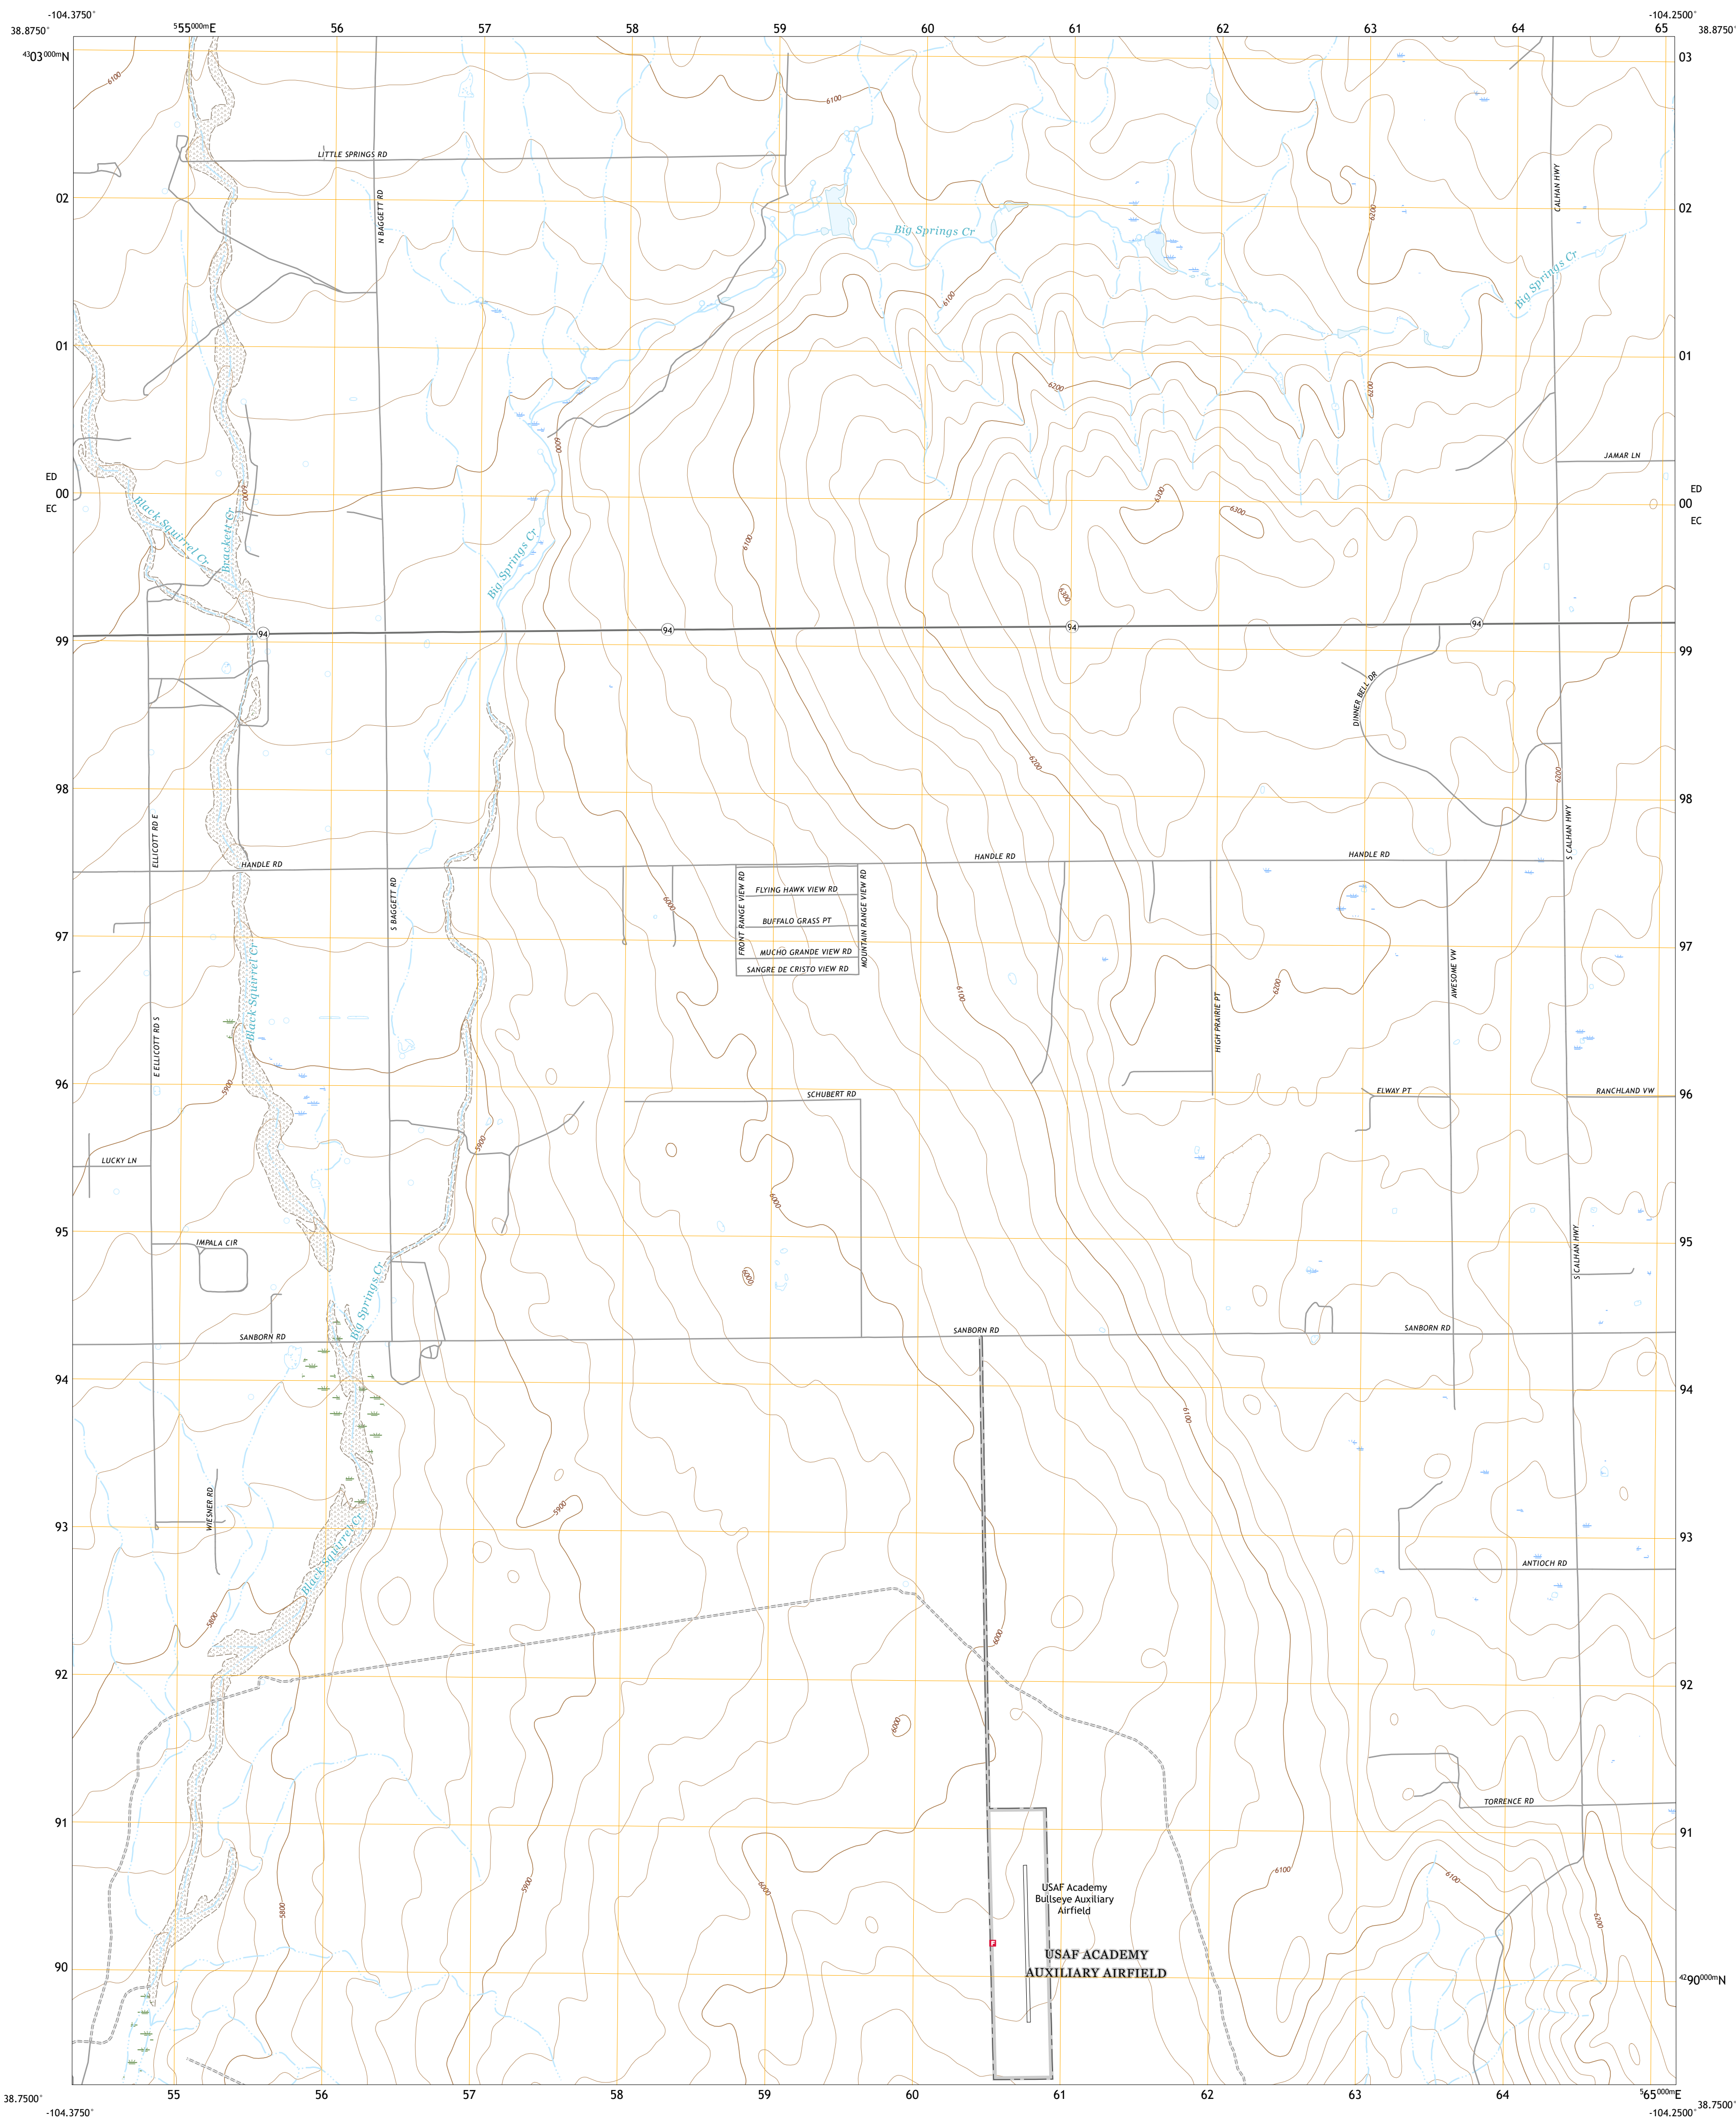 -104.3750°
-104.2500°
38.8750°
⁵55⁰⁰⁰ᵐE
56
57
58
59
60
61
62
63
64
65
38.8750°
⁴³03⁰⁰⁰ᵐN
03
6100
6100
LITTLE SPRINGS RD
N BAGGETT RD
CALHAN HWY
02
02
6200
Big Springs Cr
Big Springs Cr
6100
01
01
6200
6200
6000
JAMAR LN
ED
00
EC
ED
00
EC
6000
6300
6300
Black Squirrel Cr
Brackett Cr
Big Springs Cr
6100
6300
94
94
94
94
99
99
DINNER BELL DR
6200
6200
98
98
ELLICOTT RD E
S CALHAN HWY
HANDLE RD
HANDLE RD
HANDLE RD
FRONT RANGE VIEW RD
FLYING HAWK VIEW RD
MOUNTAIN RANGE VIEW RD
S BAGGETT RD
6000
BUFFALO GRASS PT
97
97
MUCHO GRANDE VIEW RD
SANGRE DE CRISTO VIEW RD
Black Squirrel Cr
AWESOME VW
6100
6200
HIGH PRAIRIE PT
E ELLICOTT RD S
96
96
5900
SCHUBERT RD
ELWAY PT
RANCHLAND VW
5900
LUCKY LN
6000
95
95
IMPALA CIR
S CALHAN HWY
6000
Big Springs Cr
SANBORN RD
SANBORN RD
SANBORN RD
94
94
6100
WIESNER RD
5900
93
93
Black Squirrel Cr
ANTIOCH RD
5800
6000
92
92
6000
TORRENCE RD
91
91
5900
6000
6100
6100
5800
6200
USAF Academy
Bullseye Auxiliary
Airfield
F
USAF ACADEMY
AUXILIARY AIRFIELD
90
⁴²90⁰⁰⁰ᵐN
38.7500°
55
56
57
58
59
60
61
62
63
64
⁵65⁰⁰⁰ᵐE
38.7500°
-104.3750°
-104.2500°